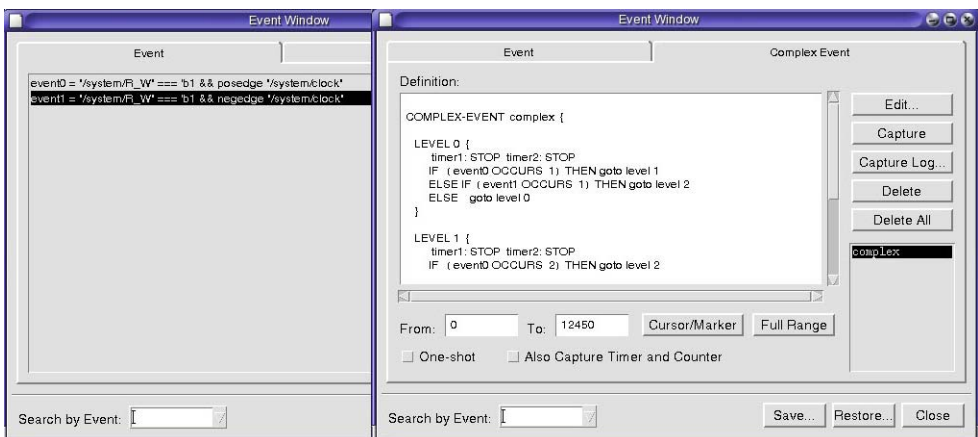 Event Window
Event
event0 = "/system/R_W" === 'b1 && posedge "/system/clock"
event1 = "/system/R_W" === 'b1 && negedge "/system/clock"
Search by Event:
Event Window
Event
Complex Event
Definition:
COMPLEX-EVENT complex {
LEVEL 0 {
timer1: STOP timer2: STOP
IF ( event0 OCCURS 1) THEN goto level 1
ELSE IF ( event1 OCCURS 1) THEN goto level 2
ELSE goto level 0
}
LEVEL 1 {
timer1: STOP timer2: STOP
IF ( event0 OCCURS 2) THEN goto level 2
Edit...
Capture
Capture Log...
Delete
Delete All
complex
From: 0 To: 12450 Cursor/Marker Full Range
One-shot Also Capture Timer and Counter
Search by Event:
Save... Restore... Close